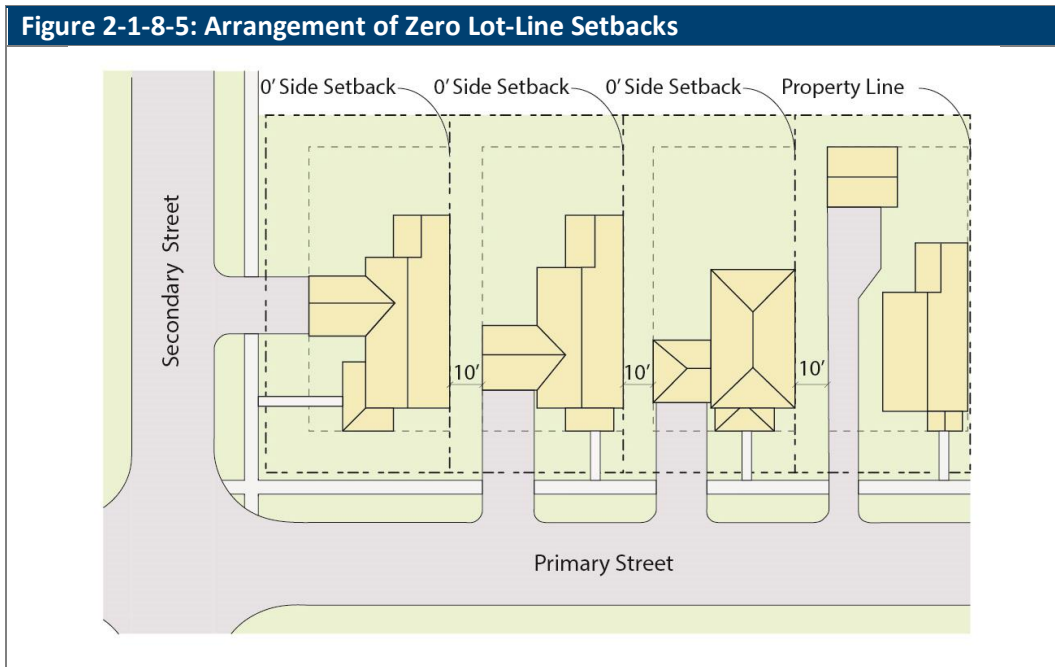 Figure 2-1-8-5: Arrangement of Zero Lot-Line Setbacks
0' Side Setback
0' Side Setback
0' Side Setback
Property Line
Secondary Street
10'
10'
10'
Primary Street